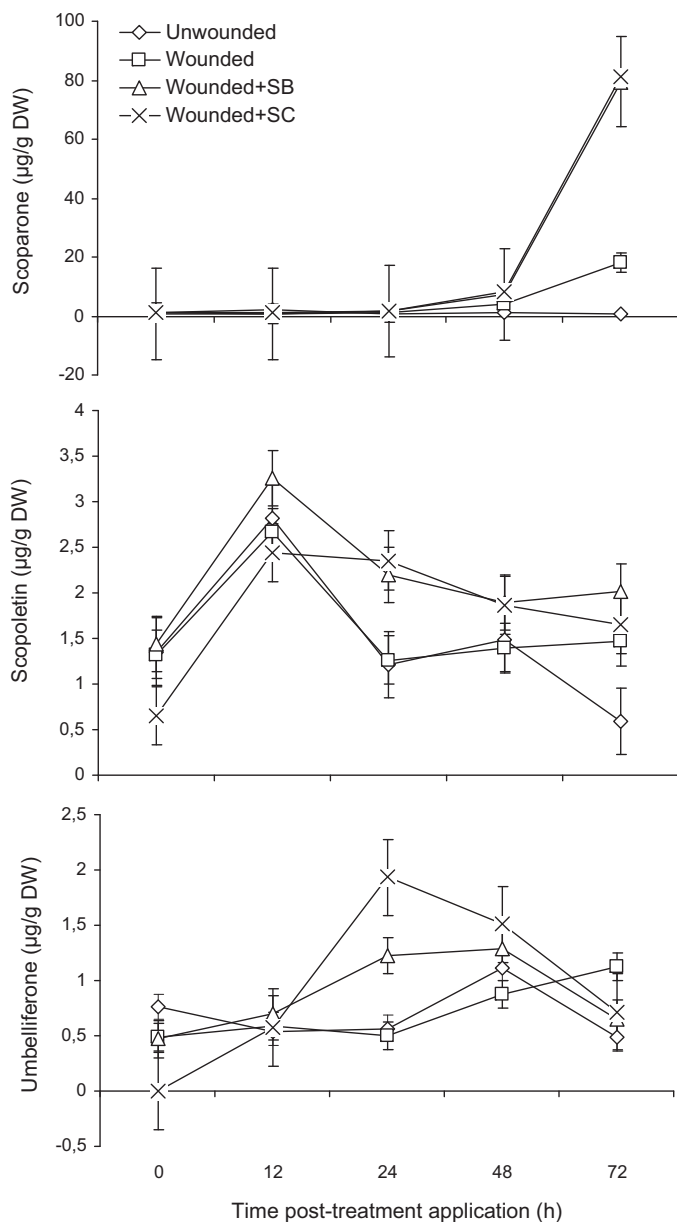 100
80
60
40
20
0
-20
Scoparone (µg/g DW)
Unwounded
Wounded
Wounded+SB
Wounded+SC
4
3,5
3
2,5
2
1,5
1
0,5
0
Scopoletin (µg/g DW)
2,5
2
1,5
1
0,5
0
-0,5
Umbelliferone (µg/g DW)
0 12 24 48 72
Time post-treatment application (h)